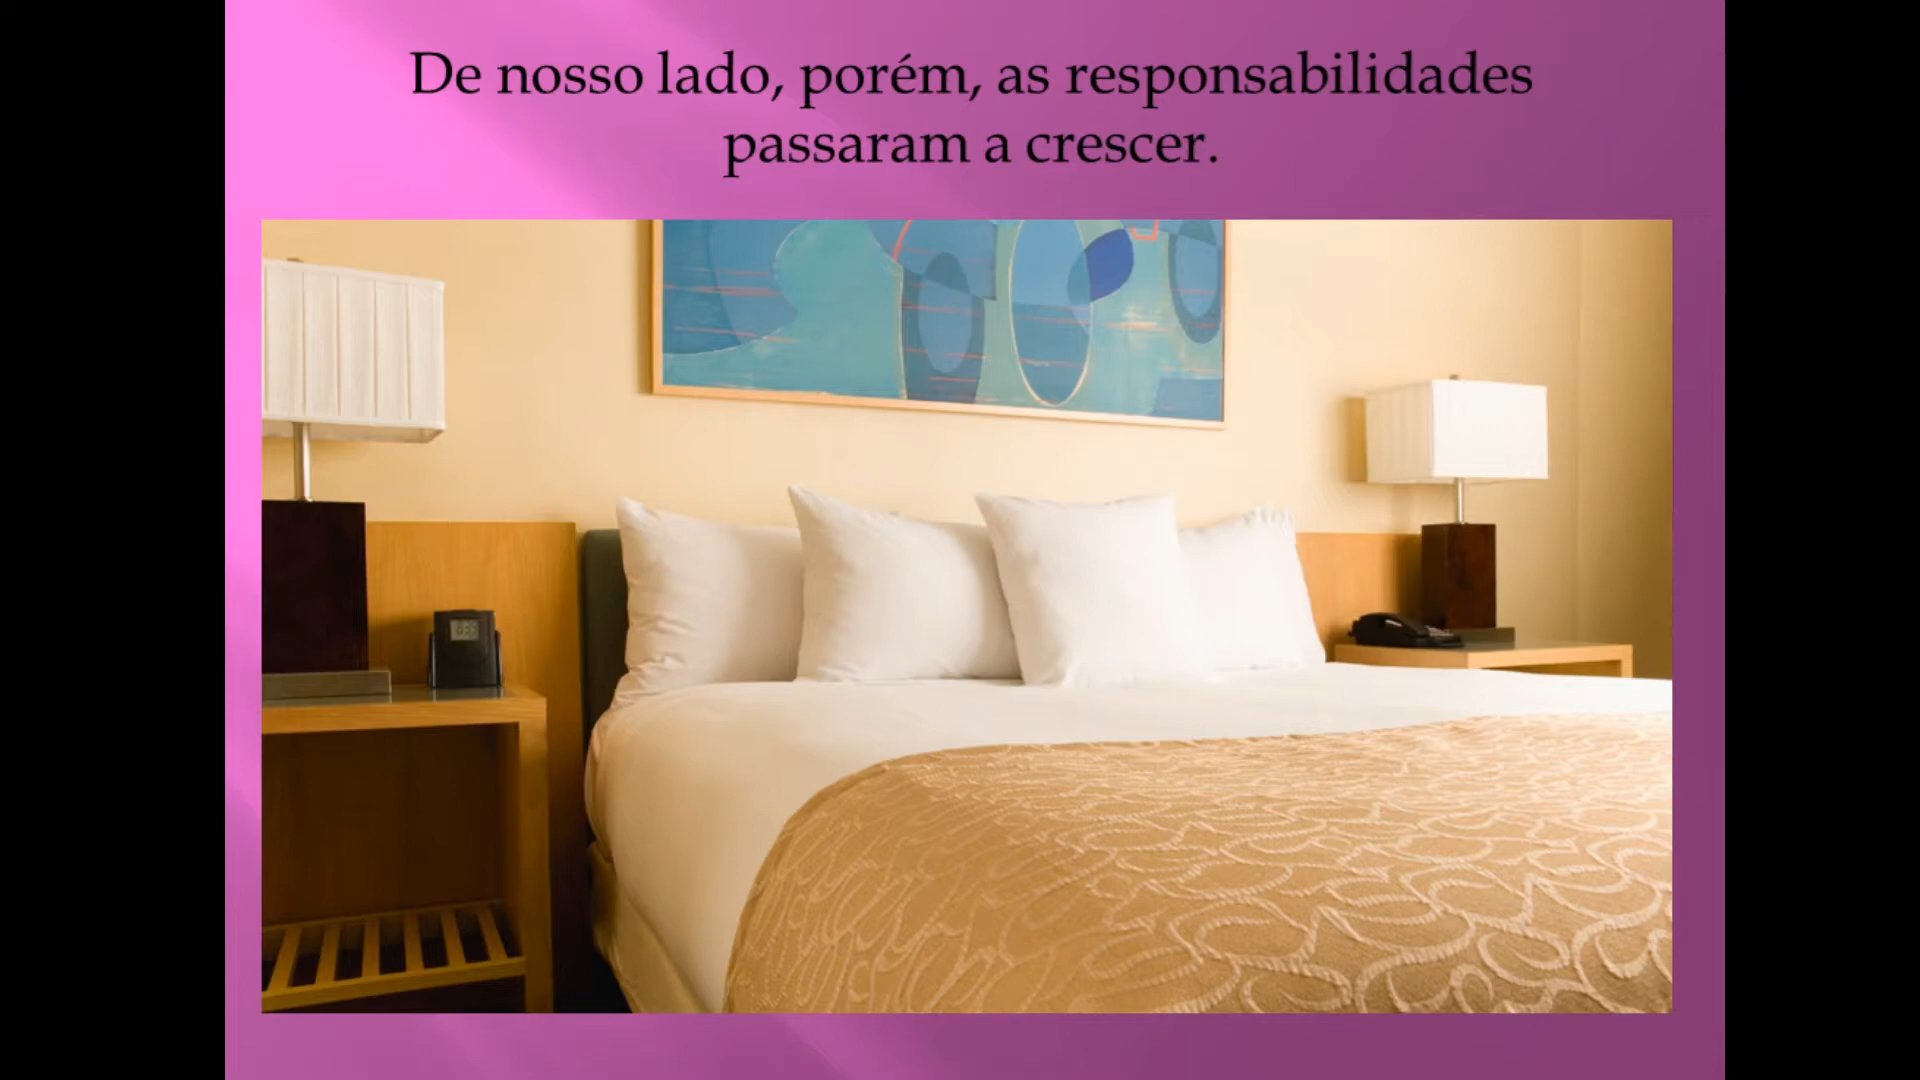 De nosso lado, porém, as responsabilidades
passaram a crescer.